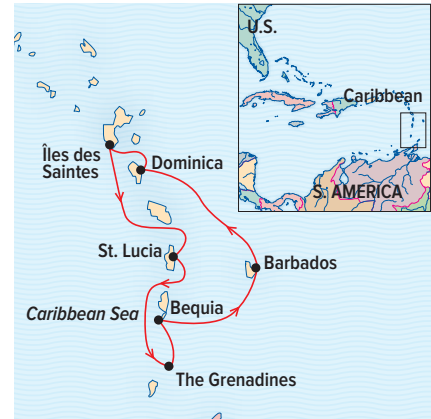 U.S.
Caribbean
S. AMERICA
Îles des
Saintes
Dominica
St. Lucia
Barbados
Caribbean Sea
Bequia
The Grenadines